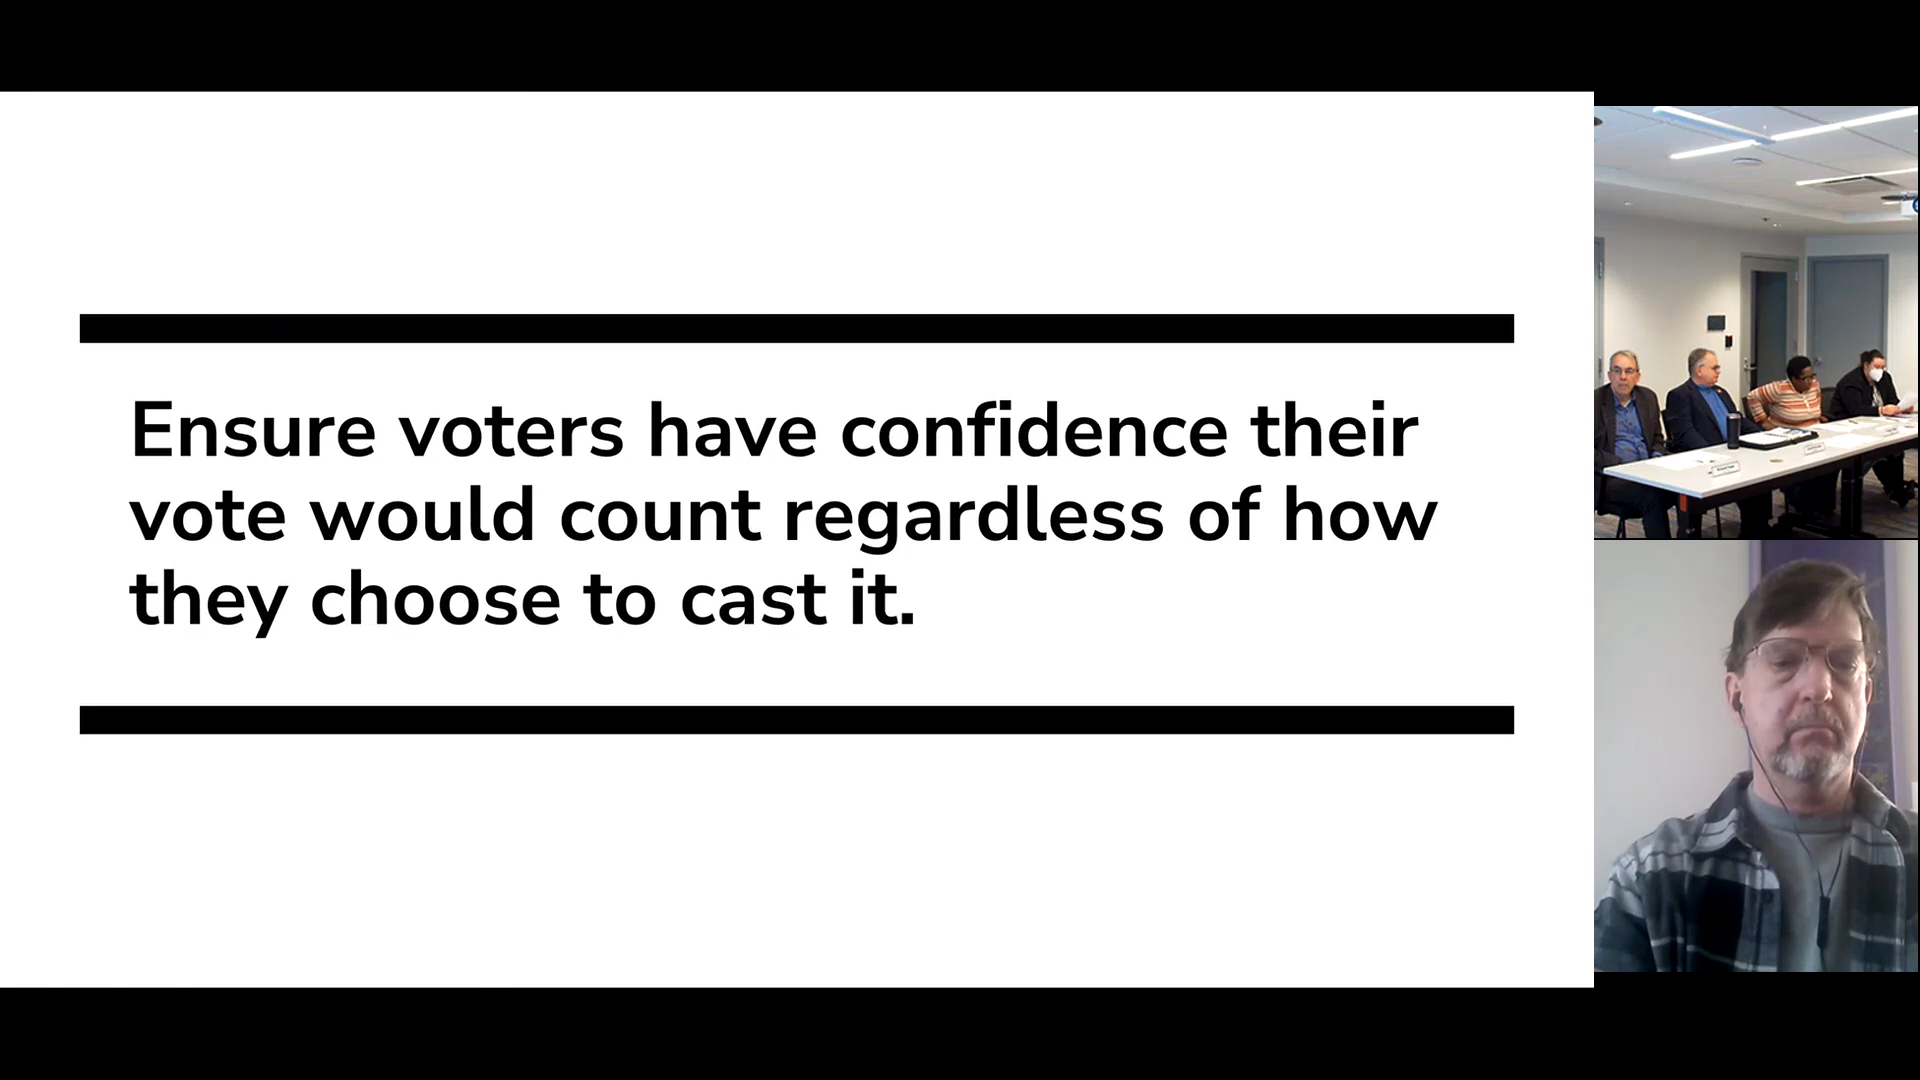 Ensure voters have confidence their
vote would count regardless of how
they choose to cast it.